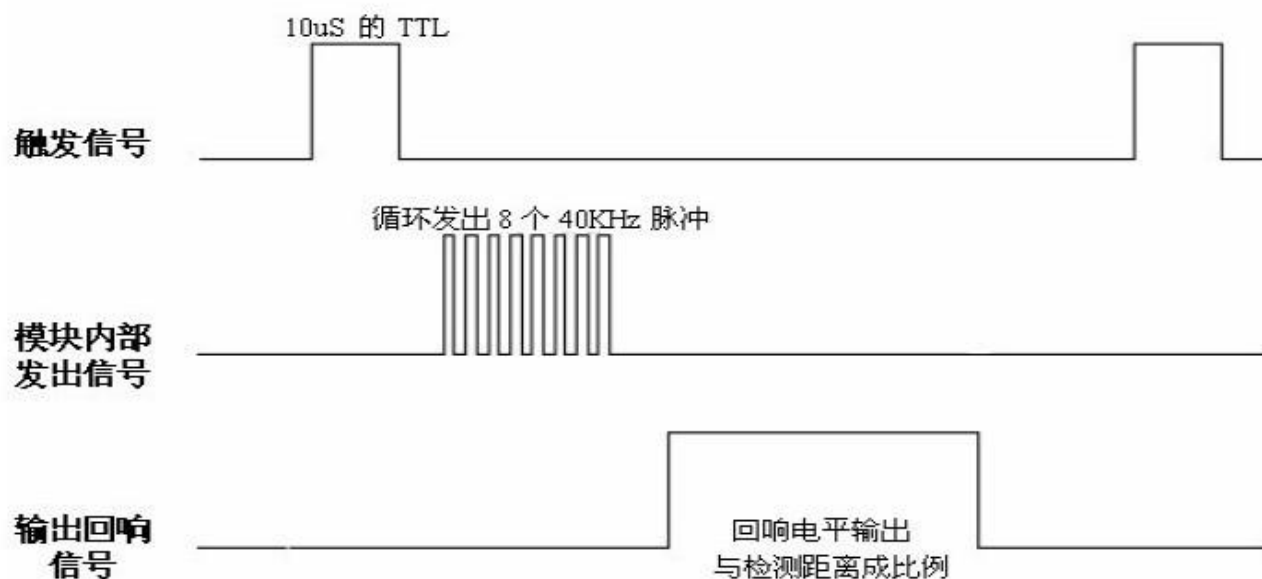 10uS 的 TTL
触发信号
循环发出 8 个 40KHz 脉冲
模块内部
发出信号
输出回响
信号
回响电平输出
与检测距离成比例